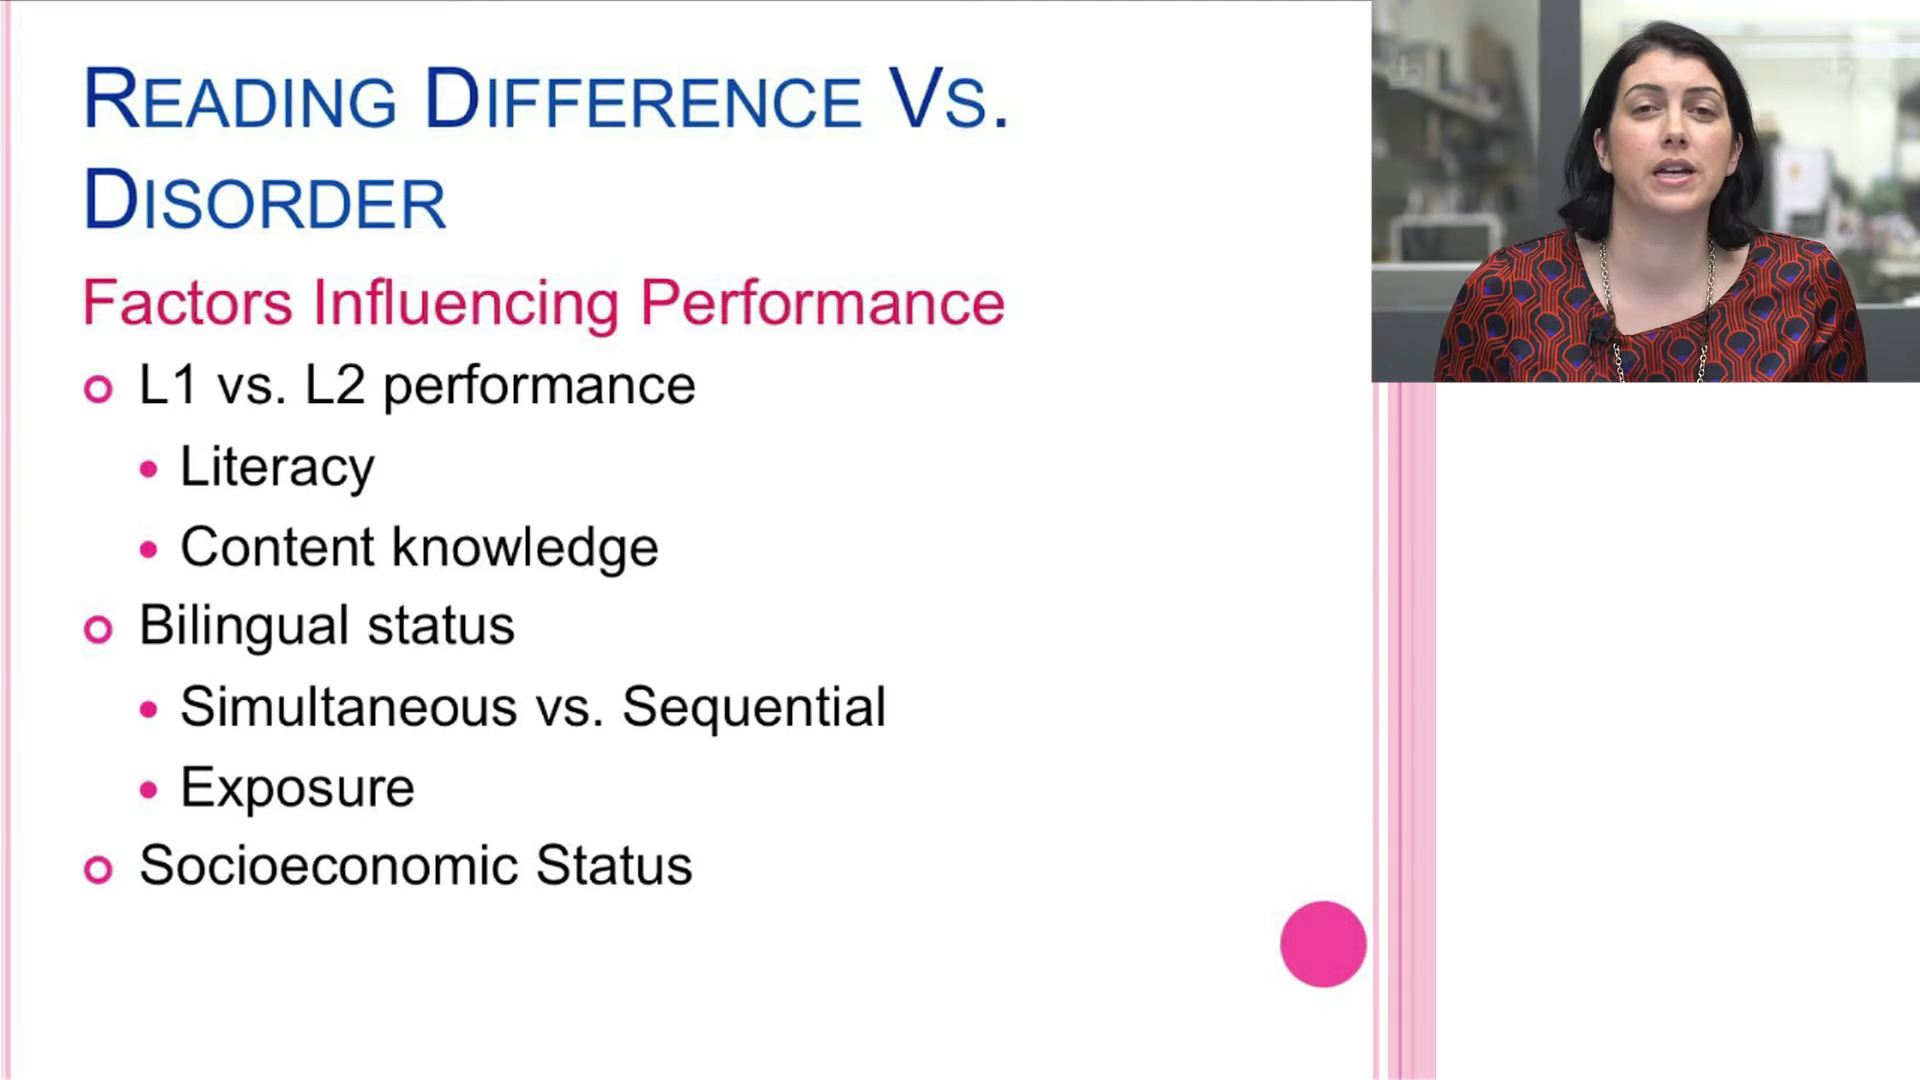 READING DIFFERENCE VS.
DISORDER
Factors Influencing Performance
L1 vs. L2 performance
Literacy
Content knowledge
Bilingual status
Simultaneous vs. Sequential
Exposure
Socioeconomic Status